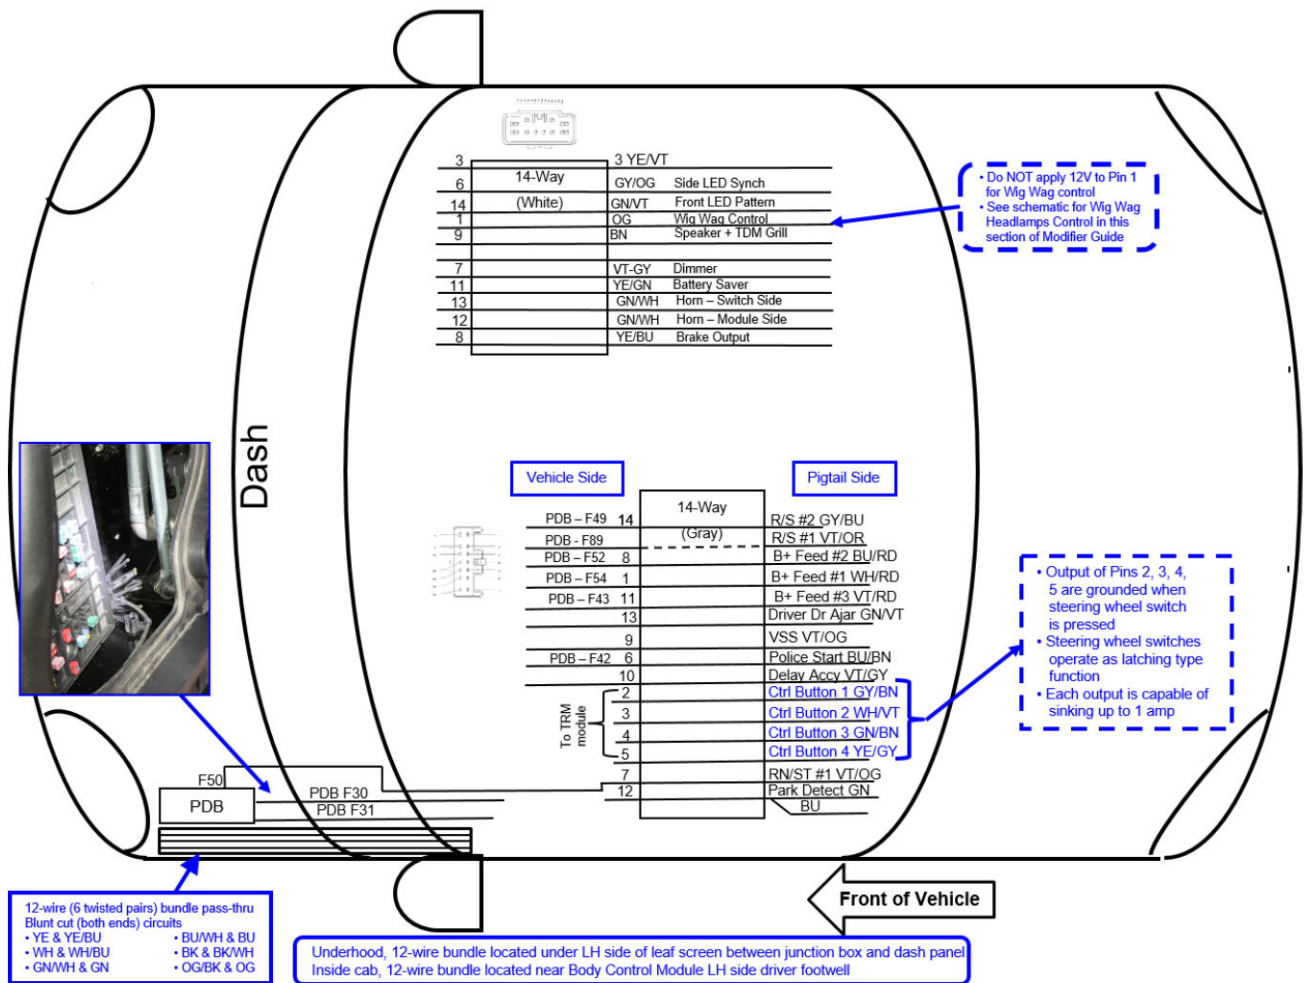 3 YE/VT
3
14-Way
(White)
6 GY/OG Side LED Synch
14 GN/VT Front LED Pattern
1 OG Wig Wag Control
9 BN Speaker + TDM Grill
7 VT-GY Dimmer
11 YE/GN Battery Saver
13 GN/WH Horn – Switch Side
12 GN/WH Horn – Module Side
8 YE/BU Brake Output
• Do NOT apply 12V to Pin 1
for Wig Wag control
• See schematic for Wig Wag
Headlamps Control in this
section of Modifier Guide
Dash
Vehicle Side
Pigtail Side
14-Way
(Gray)
PDB – F49 14 R/S #2 GY/BU
PDB - F89 R/S #1 VT/OR
PDB – F52 8 B+ Feed #2 BU/RD
PDB – F54 1 B+ Feed #1 WH/RD
PDB – F43 11 B+ Feed #3 VT/RD
13 Driver Dr Ajar GN/VT
9 VSS VT/OG
PDB – F42 6 Police Start BU/BN
10 Delay Accy VT/GY
To TRM
module
2 Ctrl Button 1 GY/BN
3 Ctrl Button 2 WH/VT
4 Ctrl Button 3 GN/BN
5 Ctrl Button 4 YE/GY
7 RN/ST #1 VT/OG
12 Park Detect GN
BU
• Output of Pins 2, 3, 4,
5 are grounded when
steering wheel switch
is pressed
• Steering wheel switches
operate as latching type
function
• Each output is capable of
sinking up to 1 amp
F50
PDB
PDB F30
PDB F31
Front of Vehicle
12-wire (6 twisted pairs) bundle pass-thru
Blunt cut (both ends) circuits
• YE & YE/BU
• WH & WH/BU
• GN/WH & GN
• BU/WH & BU
• BK & BK/WH
• OG/BK & OG
Underhood, 12-wire bundle located under LH side of leaf screen between junction box and dash panel
Inside cab, 12-wire bundle located near Body Control Module LH side driver footwell